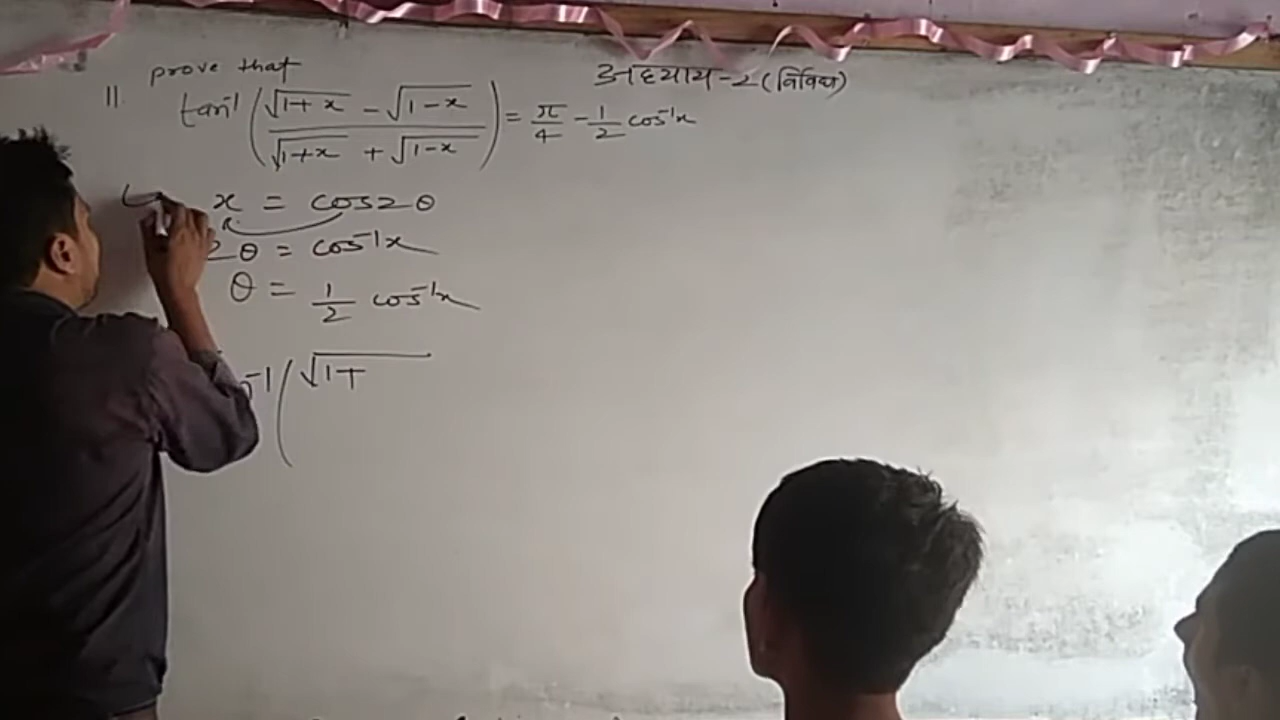 prove that
अध्याय-2 (विविध)
11. tan⁻¹ ( (√1+x - √1-x) / (√1+x + √1-x) ) = π/4 - 1/2 cos⁻¹x
x = cos2θ
2θ = cos⁻¹x
θ = 1/2 cos⁻¹x
⁻¹ ( √1+